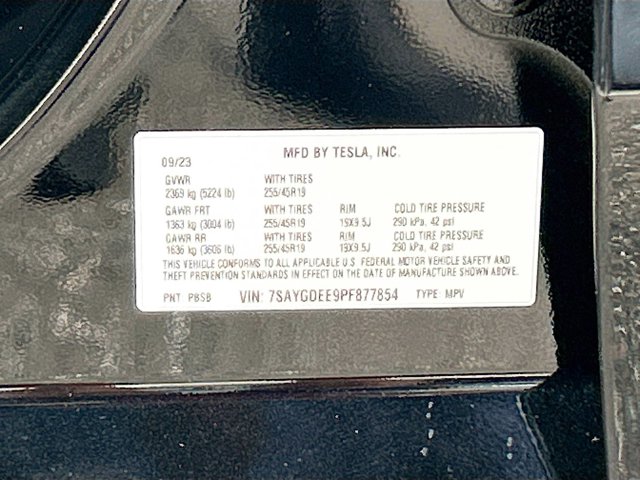 MFD BY TESLA, INC.
09/23
GVWR WITH TIRES
2369 kg (5224 lb) 255/45R19
GAWR FRT WITH TIRES RIM COLD TIRE PRESSURE
1363 kg (3004 lb) 255/45R19 19X9.5J 290 kPa, 42 psi
GAWR RR WITH TIRES RIM COLD TIRE PRESSURE
1636 kg (3606 lb) 255/45R19 19X9.5J 290 kPa, 42 psi
THIS VEHICLE CONFORMS TO ALL APPLICABLE U.S. FEDERAL MOTOR VEHICLE SAFETY AND
THEFT PREVENTION STANDARDS IN EFFECT ON THE DATE OF MANUFACTURE SHOWN ABOVE.
PNT PBSB VIN: 7SAYGDEE9PF877854 TYPE MPV